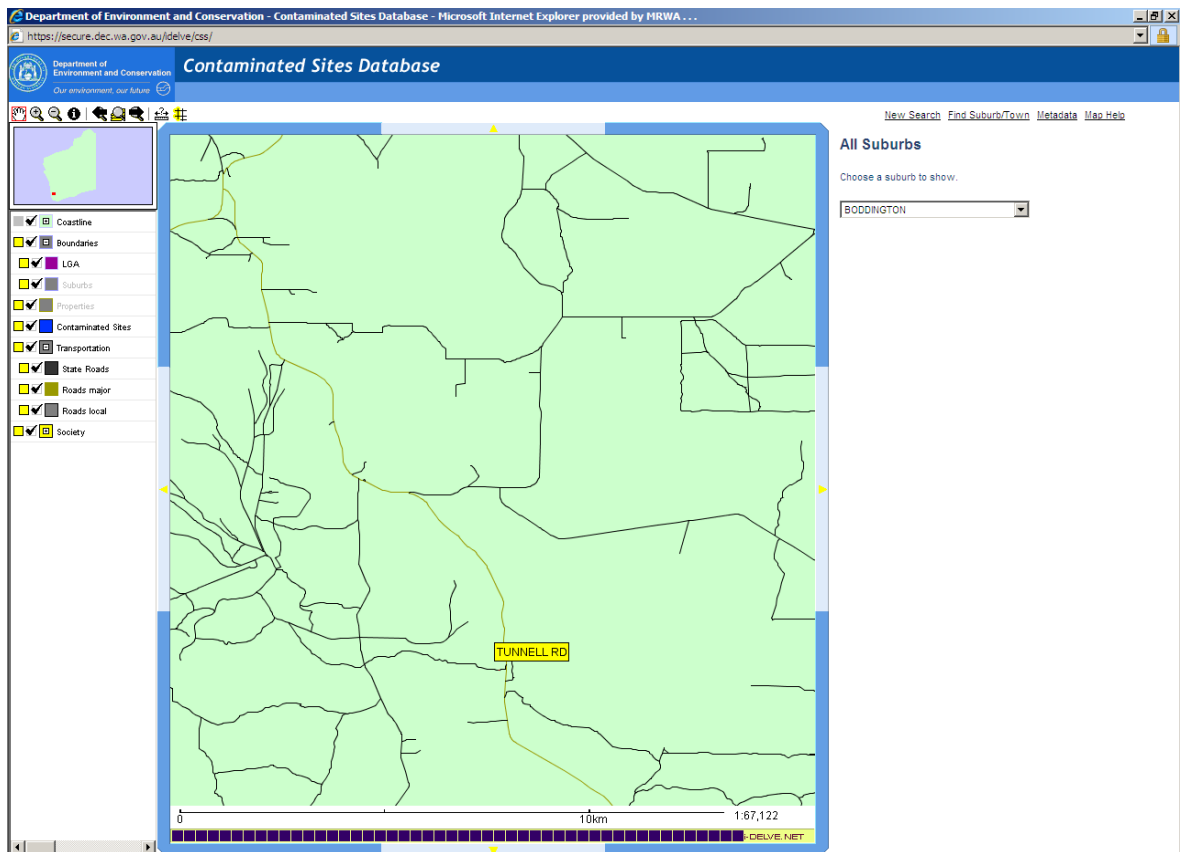 Department of Environment and Conservation - Contaminated Sites Database - Microsoft Internet Explorer provided by MRWA . . .
https://secure.dec.wa.gov.au/idelve/css/
Department of
Environment and Conservation
Our environment, our future
Contaminated Sites Database
New Search Find Suburb/Town Metadata Map Help
All Suburbs
Choose a suburb to show.
BODDINGTON
Coastline
Boundaries
LGA
Suburbs
Properties
Contaminated Sites
Transportation
State Roads
Roads major
Roads local
Society
TUNNELL RD
0 10km 1:67,122
i-DELVE.NET